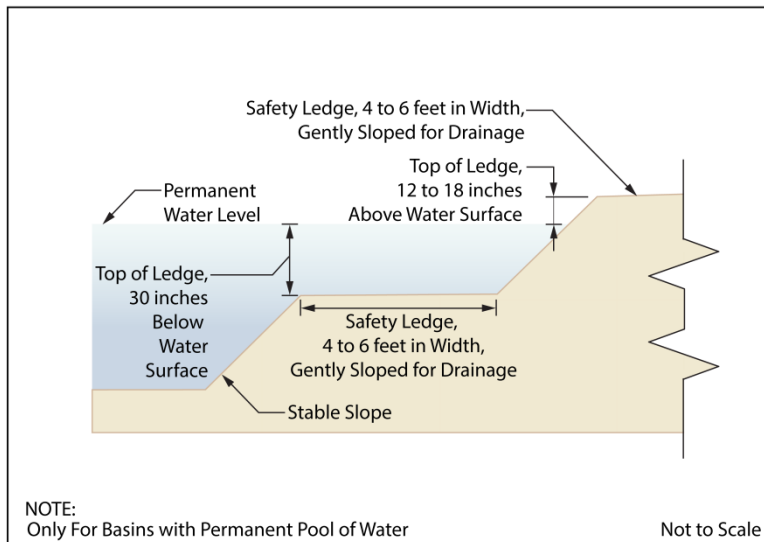 Safety Ledge, 4 to 6 feet in Width,
Gently Sloped for Drainage
Top of Ledge,
12 to 18 inches
Above Water Surface
Permanent
Water Level
Top of Ledge,
30 inches
Below
Water
Surface
Safety Ledge,
4 to 6 feet in Width,
Gently Sloped for Drainage
Stable Slope
NOTE:
Only For Basins with Permanent Pool of Water
Not to Scale